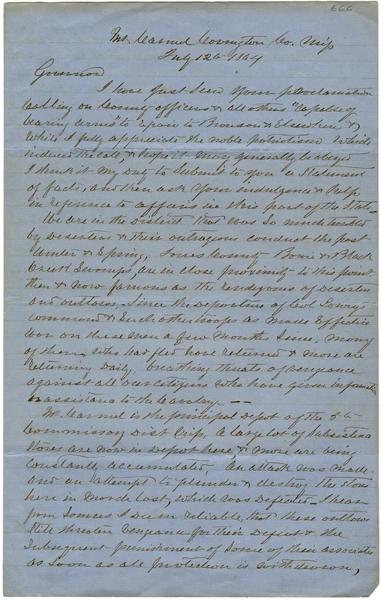 666
Mt. Carmel Covington Co. Miss
July 12th 1864
Governor
I have just seen your proclamation
calling on County officers & all others "capable of
bearing arms" to repair to Brandon & Elsewhere, &
While I fully appreciate the noble patriotism which
induced the call, & hope it may generally be obeyed
I think it my duty to submit to you a statement
of facts, and then ask your indulgence & help
in reference to affairs in this part of the State.
We are in the District that was so much troubled
by deserters & their outrageous conduct the past
winter & Spring, Jones County Bowie & Black
Creek Swamps, are in close proximity to this point
then & now famous as the rendezvous of deserters
and outlaws. Since the departure of Col Lowry's
command & such other troops as made Effective
war on these men a few months since, many
of them who had fled have returned & more are
returning daily, breathing threats of vengeance
against all our citizens who have given information
or assistance to the Cavalry. —
Mt. Carmel is the principal Depot of the 8th
Commissary Dist Miss, A large lot of Subsistence
Stores are now in Depot here, & more are being
constantly accumulated, An attack was made
and an attempt to plunder & destroy the stores
here in March last, which was Defeated — I hear
from sources I deem reliable, that these outlaws
still threaten vengeance for their Defeat & the
subsequent punishment of some of their associates
as soon as all protection is withdrawn,